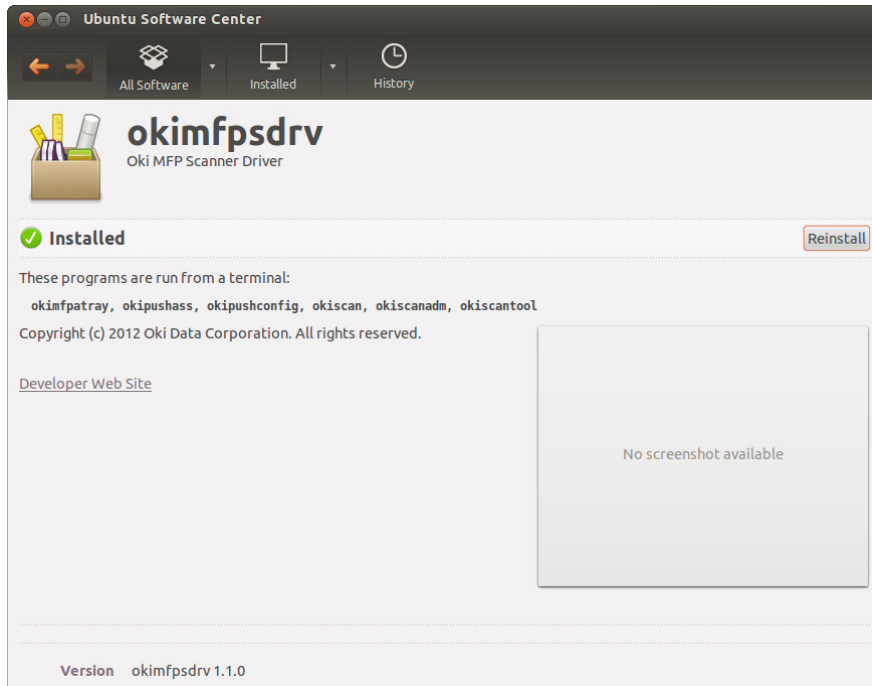 Ubuntu Software Center
All Software
Installed
History
okimfpsdrv
Oki MFP Scanner Driver
Installed
Reinstall
These programs are run from a terminal:
okimfpatray, okipushass, okipushconfig, okiscan, okiscanadm, okiscantool
Copyright (c) 2012 Oki Data Corporation. All rights reserved.
Developer Web Site
No screenshot available
Version okimfpsdrv 1.1.0